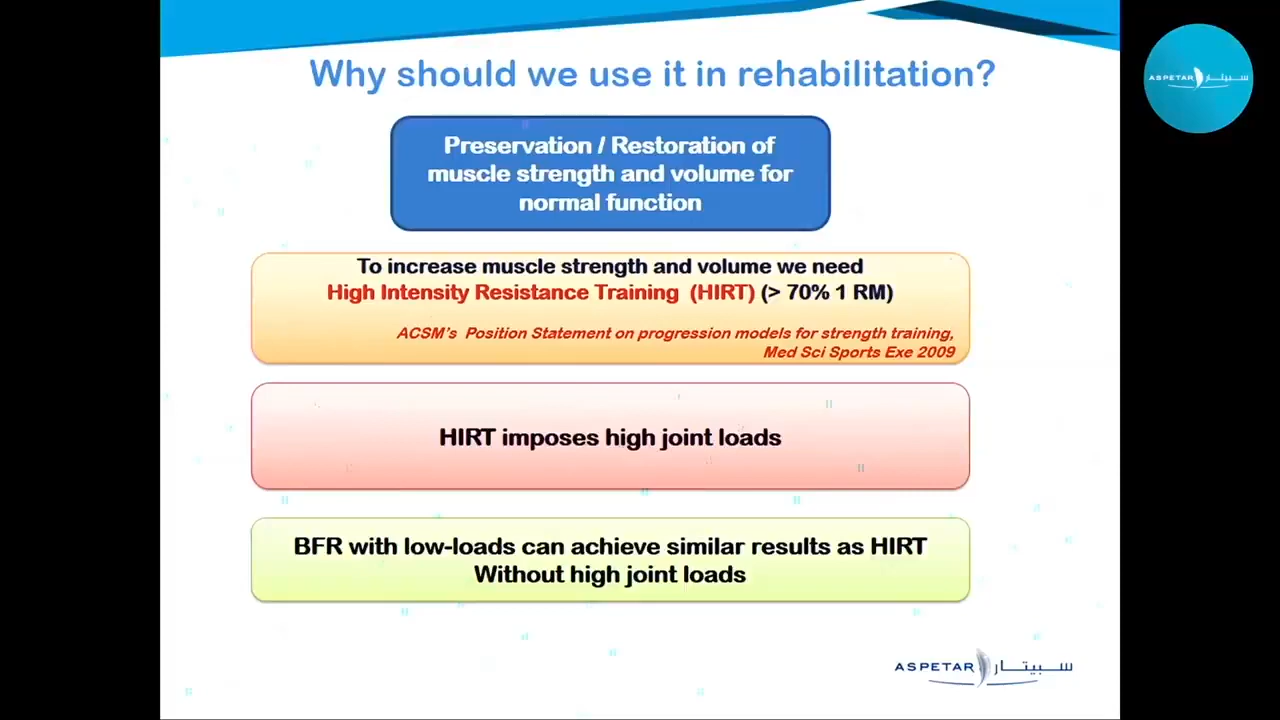 Why should we use it in rehabilitation?
ASPETAR سبيتار
Preservation / Restoration of
muscle strength and volume for
normal function
To increase muscle strength and volume we need
High Intensity Resistance Training (HIRT) (> 70% 1 RM)
ACSM's Position Statement on progression models for strength training,
Med Sci Sports Exe 2009
HIRT imposes high joint loads
BFR with low-loads can achieve similar results as HIRT
Without high joint loads
ASPETAR سبيتار